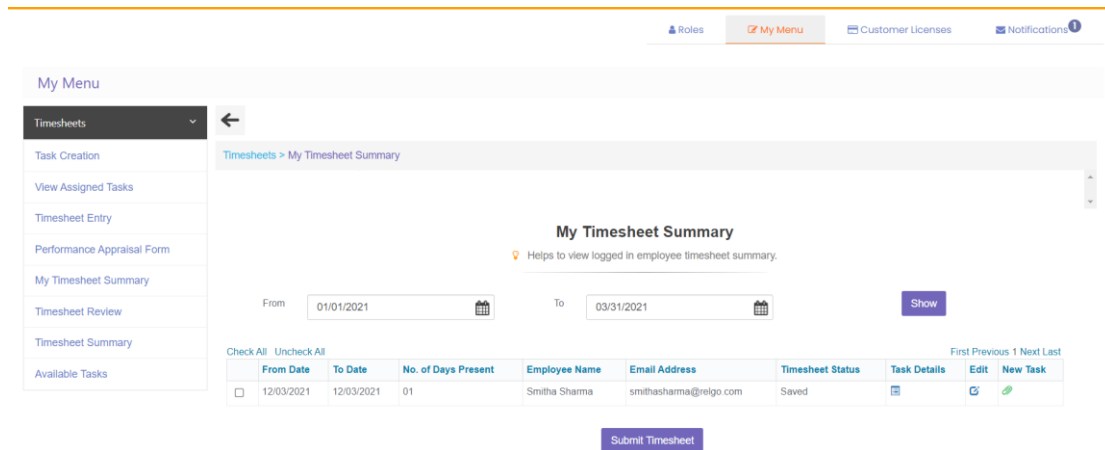 Roles My Menu Customer Licenses Notifications 1
My Menu
Timesheets
Task Creation
View Assigned Tasks
Timesheet Entry
Performance Appraisal Form
My Timesheet Summary
Timesheet Review
Timesheet Summary
Available Tasks
Timesheets > My Timesheet Summary
My Timesheet Summary
Helps to view logged in employee timesheet summary.
From 01/01/2021 To 03/31/2021 Show
Check All Uncheck All First Previous 1 Next Last
From Date To Date No. of Days Present Employee Name Email Address Timesheet Status Task Details Edit New Task
12/03/2021 12/03/2021 01 Smitha Sharma smithasharma@relgo.com Saved
Submit Timesheet